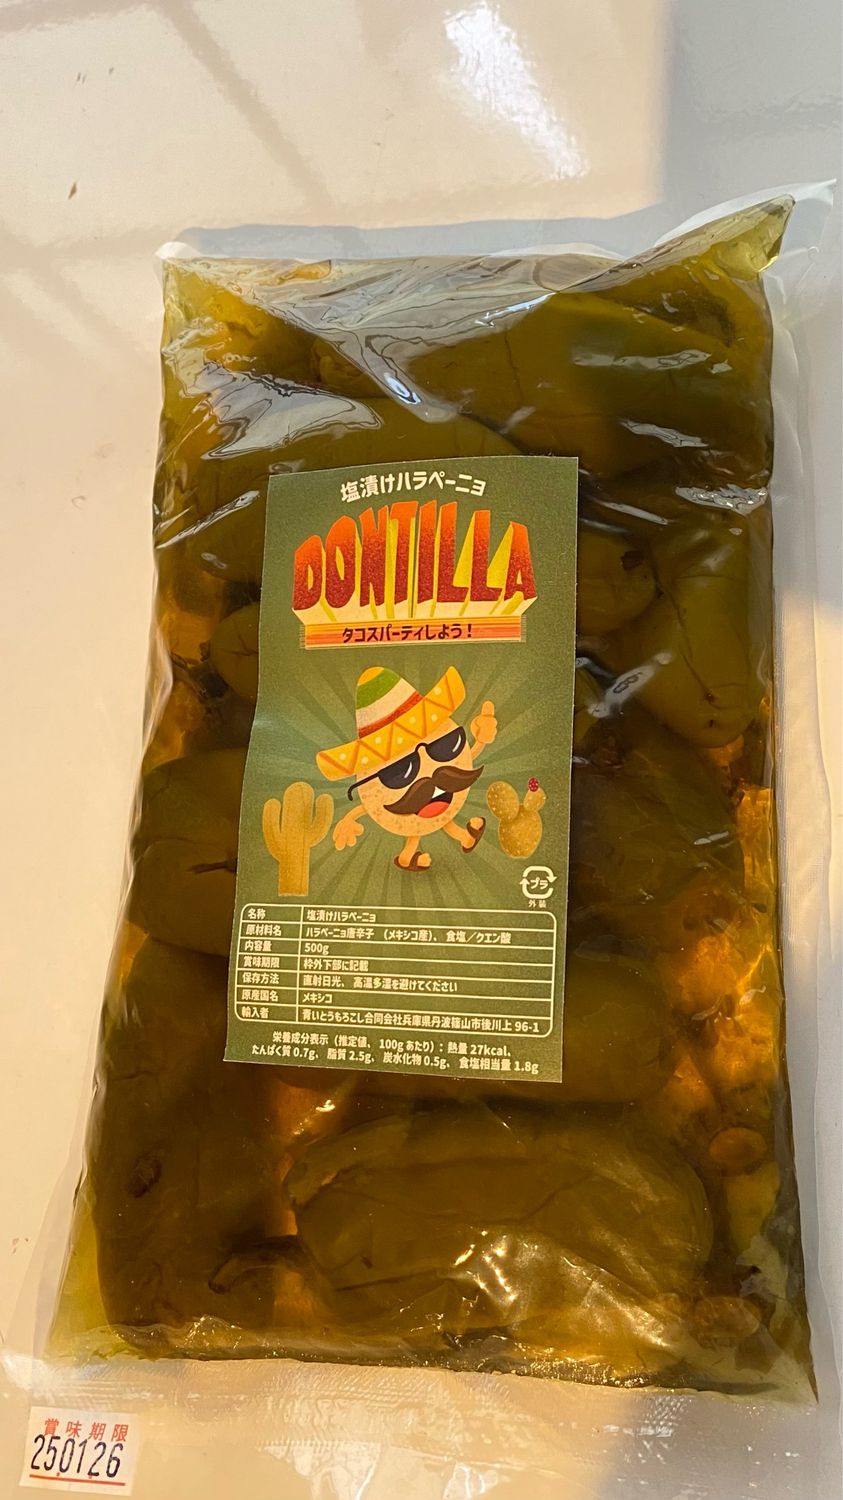 塩漬けハラペーニョ
DONTILLA
タコスパーティしよう！
プラ
外装
名称 塩漬けハラペーニョ
原材料名 ハラペーニョ唐辛子 （メキシコ産）、 食塩／クエン酸
内容量 500g
賞味期限 枠外下部に記載
保存方法 直射日光、 高温多湿を避けてください
原産国名 メキシコ
輸入者 青いとうもろこし合同会社兵庫県丹波篠山市後川上 96-1
栄養成分表示（推定値、 100gあたり）：熱量 27kcal、
たんぱく質 0.7g、 脂質 2.5g、 炭水化物 0.5g、 食塩相当量 1.8g
賞味期限
250126